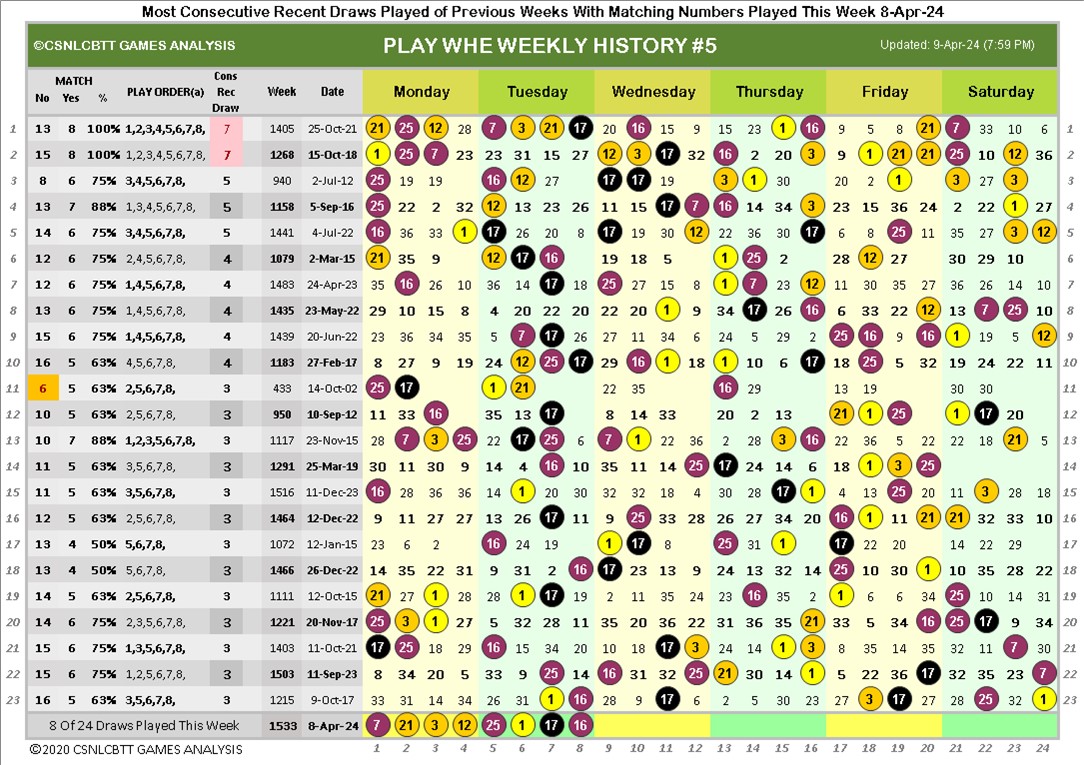 Most Consecutive Recent Draws Played of Previous Weeks With Matching Numbers Played This Week 8-Apr-24
©CSNLCBTT GAMES ANALYSIS PLAY WHE WEEKLY HISTORY #5 Updated: 9-Apr-24 (7:59 PM)
No MATCH Yes % PLAY ORDER(a) Cons Rec Draw Week Date Monday Tuesday Wednesday Thursday Friday Saturday
1 13 8 100% 1,2,3,4,5,6,7,8, 7 1405 25-Oct-21 21 25 12 28 7 3 21 17 20 16 15 9 15 23 1 16 9 5 8 21 7 33 10 6 1
2 15 8 100% 1,2,3,4,5,6,7,8, 7 1268 15-Oct-18 1 25 7 23 23 31 15 27 12 3 17 32 16 2 20 3 9 1 21 21 25 10 12 36 2
3 8 6 75% 3,4,5,6,7,8, 5 940 2-Jul-12 25 19 19 16 12 27 17 17 19 3 1 30 20 2 1 3 27 3 3
4 13 7 88% 1,3,4,5,6,7,8, 5 1158 5-Sep-16 25 22 2 32 12 13 23 26 11 15 17 7 16 14 34 3 23 15 36 24 2 22 1 27 4
5 14 6 75% 3,4,5,6,7,8, 5 1441 4-Jul-22 16 36 33 1 17 26 20 8 17 19 30 12 22 36 30 17 6 8 25 11 35 27 3 12 5
6 12 6 75% 2,4,5,6,7,8, 4 1079 2-Mar-15 21 35 9 12 17 16 19 18 5 1 25 2 28 12 27 30 29 10 6
7 12 6 75% 1,4,5,6,7,8, 4 1483 24-Apr-23 35 16 26 10 36 14 17 18 25 27 15 8 1 7 23 12 11 30 35 27 36 26 14 10 7
8 13 6 75% 1,4,5,6,7,8, 4 1435 23-May-22 29 10 15 8 4 20 22 20 22 20 1 9 34 17 26 16 6 33 22 12 13 7 25 10 8
9 15 6 75% 1,4,5,6,7,8, 4 1439 20-Jun-22 23 36 34 35 5 7 17 26 27 11 34 6 24 5 29 2 25 16 9 16 1 19 5 12 9
10 16 5 63% 4,5,6,7,8, 4 1183 27-Feb-17 8 27 9 19 24 12 25 17 29 16 1 18 1 10 6 17 18 25 5 32 19 24 22 11 10
11 6 5 63% 2,5,6,7,8, 3 433 14-Oct-02 25 17 1 21 22 35 16 29 13 19 30 30 11
12 10 5 63% 2,5,6,7,8, 3 950 10-Sep-12 11 33 16 35 13 17 8 14 33 20 2 13 21 1 25 1 17 20 12
13 10 7 88% 1,2,3,5,6,7,8, 3 1117 23-Nov-15 28 7 3 25 22 17 25 6 7 1 22 36 2 28 3 16 22 36 5 22 22 18 21 5 13
14 11 5 63% 3,5,6,7,8, 3 1291 25-Mar-19 30 11 30 9 14 4 16 10 35 11 14 12 17 24 14 6 18 1 3 25 14
15 11 5 63% 3,5,6,7,8, 3 1516 11-Dec-23 16 28 36 36 14 1 20 30 32 32 18 4 30 28 17 1 4 13 25 20 11 3 28 18 15
16 12 5 63% 2,5,6,7,8, 3 1464 12-Dec-22 9 11 27 27 13 26 17 11 9 25 33 28 26 27 34 20 16 1 11 21 21 32 33 10 16
17 13 4 50% 5,6,7,8, 3 1072 12-Jan-15 23 6 2 16 24 19 1 17 8 25 31 1 17 22 20 14 22 29 17
18 13 4 50% 5,6,7,8, 3 1466 26-Dec-22 14 35 22 31 9 31 2 16 17 23 13 9 24 13 32 14 25 10 30 1 10 35 28 22 18
19 14 5 63% 2,5,6,7,8, 3 1111 12-Oct-15 21 27 1 28 28 1 17 19 2 11 35 24 23 16 35 2 1 6 6 34 25 10 14 31 19
20 14 6 75% 2,3,5,6,7,8, 3 1221 20-Nov-17 25 3 1 27 5 32 28 11 35 20 36 22 31 36 35 21 33 5 34 16 25 17 9 34 20
21 15 6 75% 1,3,5,6,7,8, 3 1403 11-Oct-21 17 25 18 29 16 15 34 20 10 18 17 3 24 15 1 3 8 35 14 35 32 11 7 30 21
22 15 6 75% 1,2,5,6,7,8, 3 1503 11-Sep-23 8 34 20 5 33 9 25 14 16 31 32 25 21 30 14 1 5 22 36 17 32 35 23 7 22
23 16 5 63% 3,5,6,7,8, 3 1215 9-Oct-17 33 31 14 34 26 31 1 16 28 9 17 6 2 5 30 23 27 3 17 27 28 25 32 1 23
8 Of 24 Draws Played This Week 1533 8-Apr-24 7 21 3 12 25 1 17 16
©2020 CSNLCBTT GAMES ANALYSIS 1 2 3 4 5 6 7 8 9 10 11 12 13 14 15 16 17 18 19 20 21 22 23 24